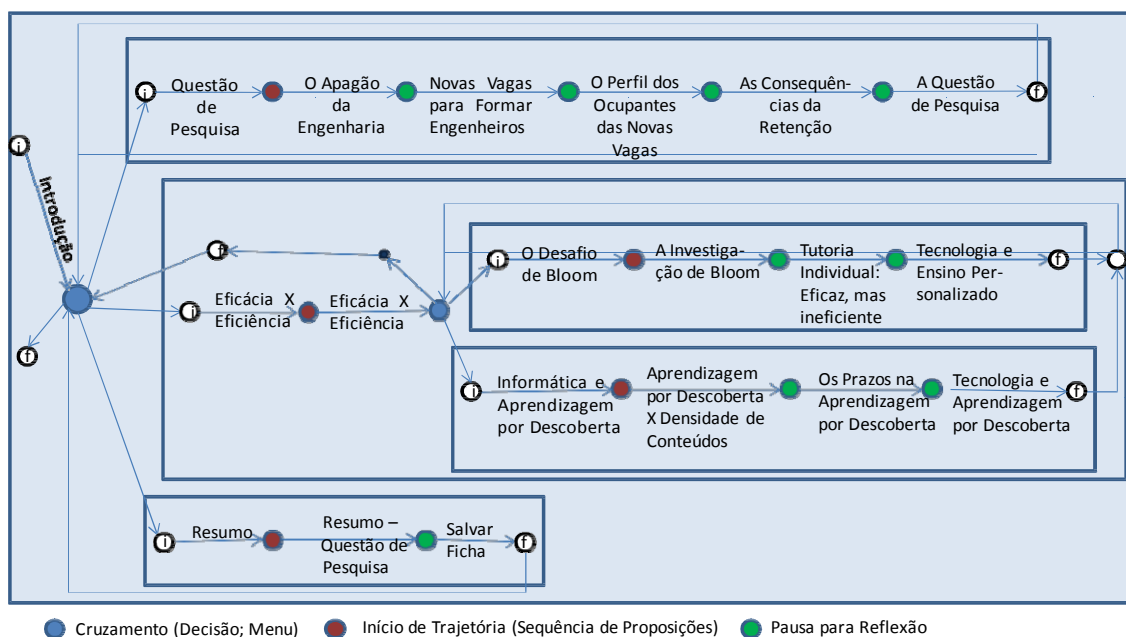 i
Questão
de
Pesquisa
O Apagão
da
Engenharia
Novas Vagas
para Formar
Engenheiros
O Perfil dos
Ocupantes
das Novas
Vagas
As Consequên-
cias da
Retenção
A Questão
de Pesquisa
f
i
Introdução
f
f
i
Eficácia X
Eficiência
Eficácia X
Eficiência
i
O Desafio
de Bloom
A Investiga-
ção de Bloom
Tutoria
Individual:
Eficaz, mas
ineficiente
Tecnologia e
Ensino Per-
sonalizado
f
i
Informática e
Aprendizagem
por Descoberta
Aprendizagem
por Descoberta
X Densidade de
Conteúdos
Os Prazos na
Aprendizagem
por Descoberta
Tecnologia e
Aprendizagem
por Descoberta
f
i
Resumo
Resumo –
Questão de
Pesquisa
Salvar
Ficha
f
Cruzamento (Decisão; Menu)
Início de Trajetória (Sequência de Proposições)
Pausa para Reflexão